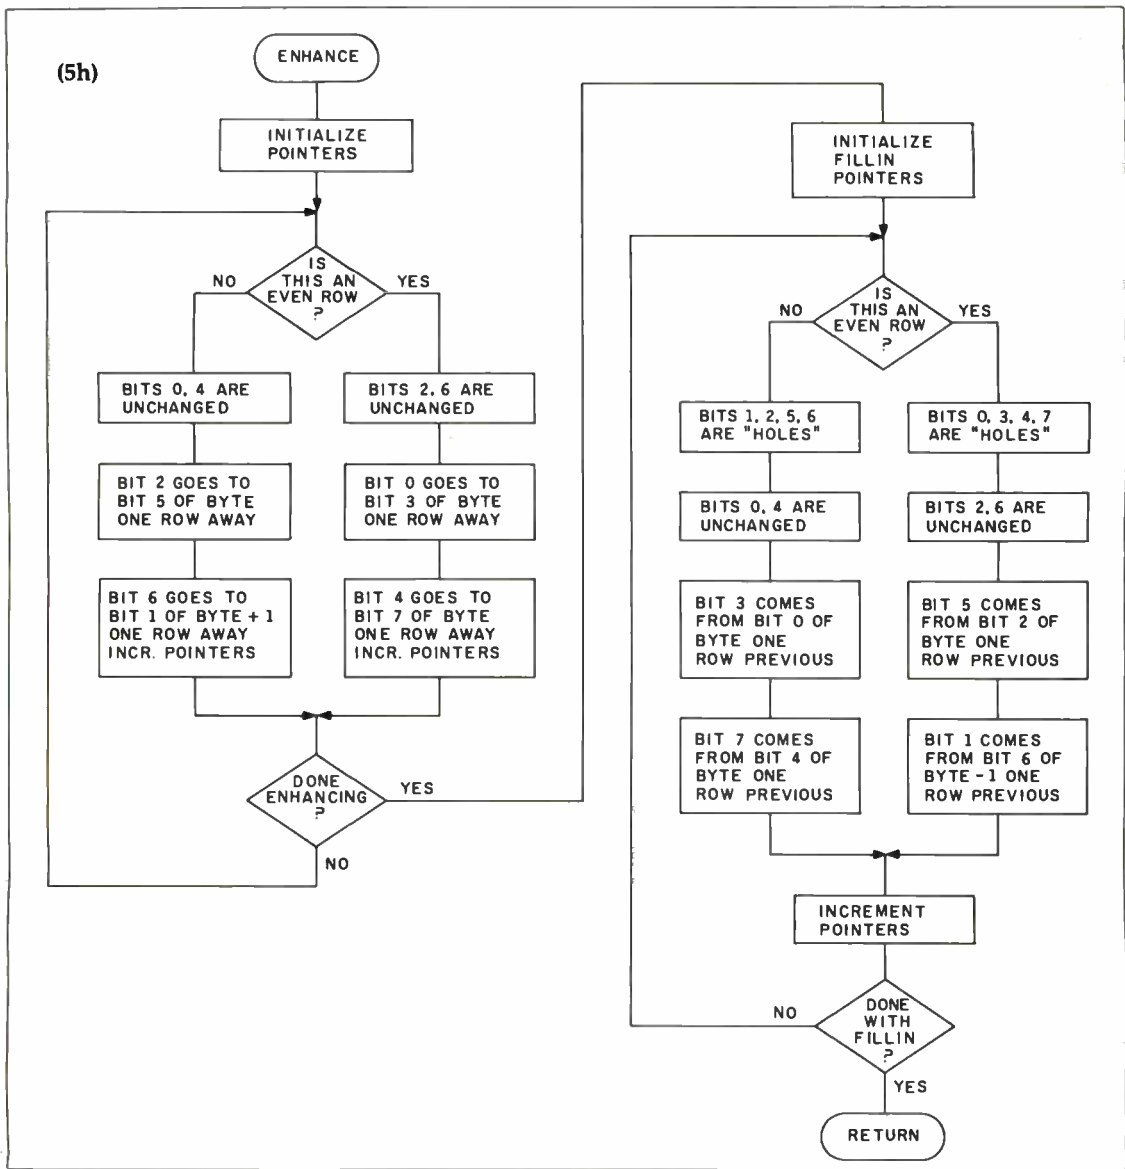 (5h)
ENHANCE
INITIALIZE
POINTERS
IS
THIS AN
EVEN ROW
?
NO
YES
BITS 0, 4 ARE
UNCHANGED
BITS 2, 6 ARE
UNCHANGED
BIT 2 GOES TO
BIT 5 OF BYTE
ONE ROW AWAY
BIT 0 GOES TO
BIT 3 OF BYTE
ONE ROW AWAY
BIT 6 GOES TO
BIT 1 OF BYTE + 1
ONE ROW AWAY
INCR. POINTERS
BIT 4 GOES TO
BIT 7 OF BYTE
ONE ROW AWAY
INCR. POINTERS
DONE
ENHANCING
?
YES
NO
INITIALIZE
FILLIN
POINTERS
IS
THIS AN
EVEN ROW
?
NO
YES
BITS 1, 2, 5, 6
ARE "HOLES"
BITS 0, 3, 4, 7
ARE "HOLES"
BITS 0, 4 ARE
UNCHANGED
BITS 2, 6 ARE
UNCHANGED
BIT 3 COMES
FROM BIT 0 OF
BYTE ONE
ROW PREVIOUS
BIT 5 COMES
FROM BIT 2 OF
BYTE ONE
ROW PREVIOUS
BIT 7 COMES
FROM BIT 4 OF
BYTE ONE
ROW PREVIOUS
BIT 1 COMES
FROM BIT 6 OF
BYTE - 1 ONE
ROW PREVIOUS
INCREMENT
POINTERS
DONE
WITH
FILLIN
?
NO
YES
RETURN